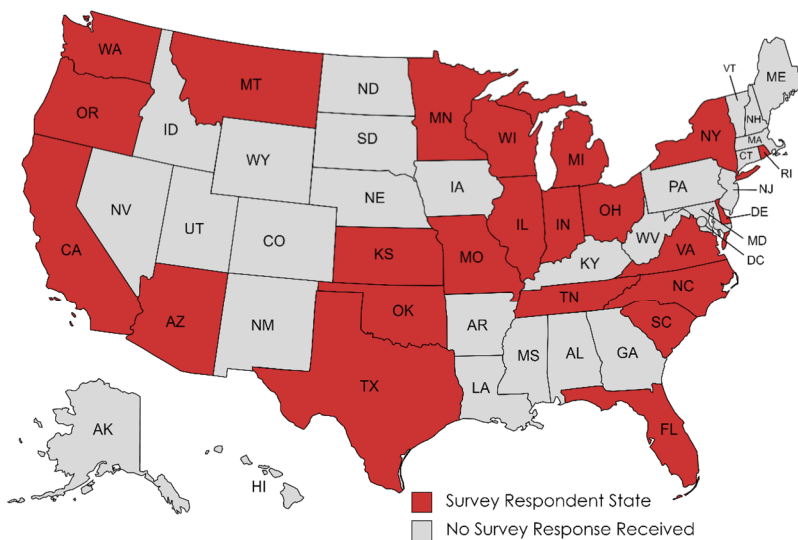 WA
MT
ND
MN
VT
ME
OR
ID
SD
WI
MI
NY
NH
MA
CT
RI
WY
IA
PA
NJ
NV
NE
IL
IN
OH
DE
UT
CO
WV
MD
CA
KS
MO
KY
VA
DC
AZ
NM
OK
AR
TN
NC
SC
TX
LA
MS
AL
GA
FL
AK
HI
Survey Respondent State
No Survey Response Received